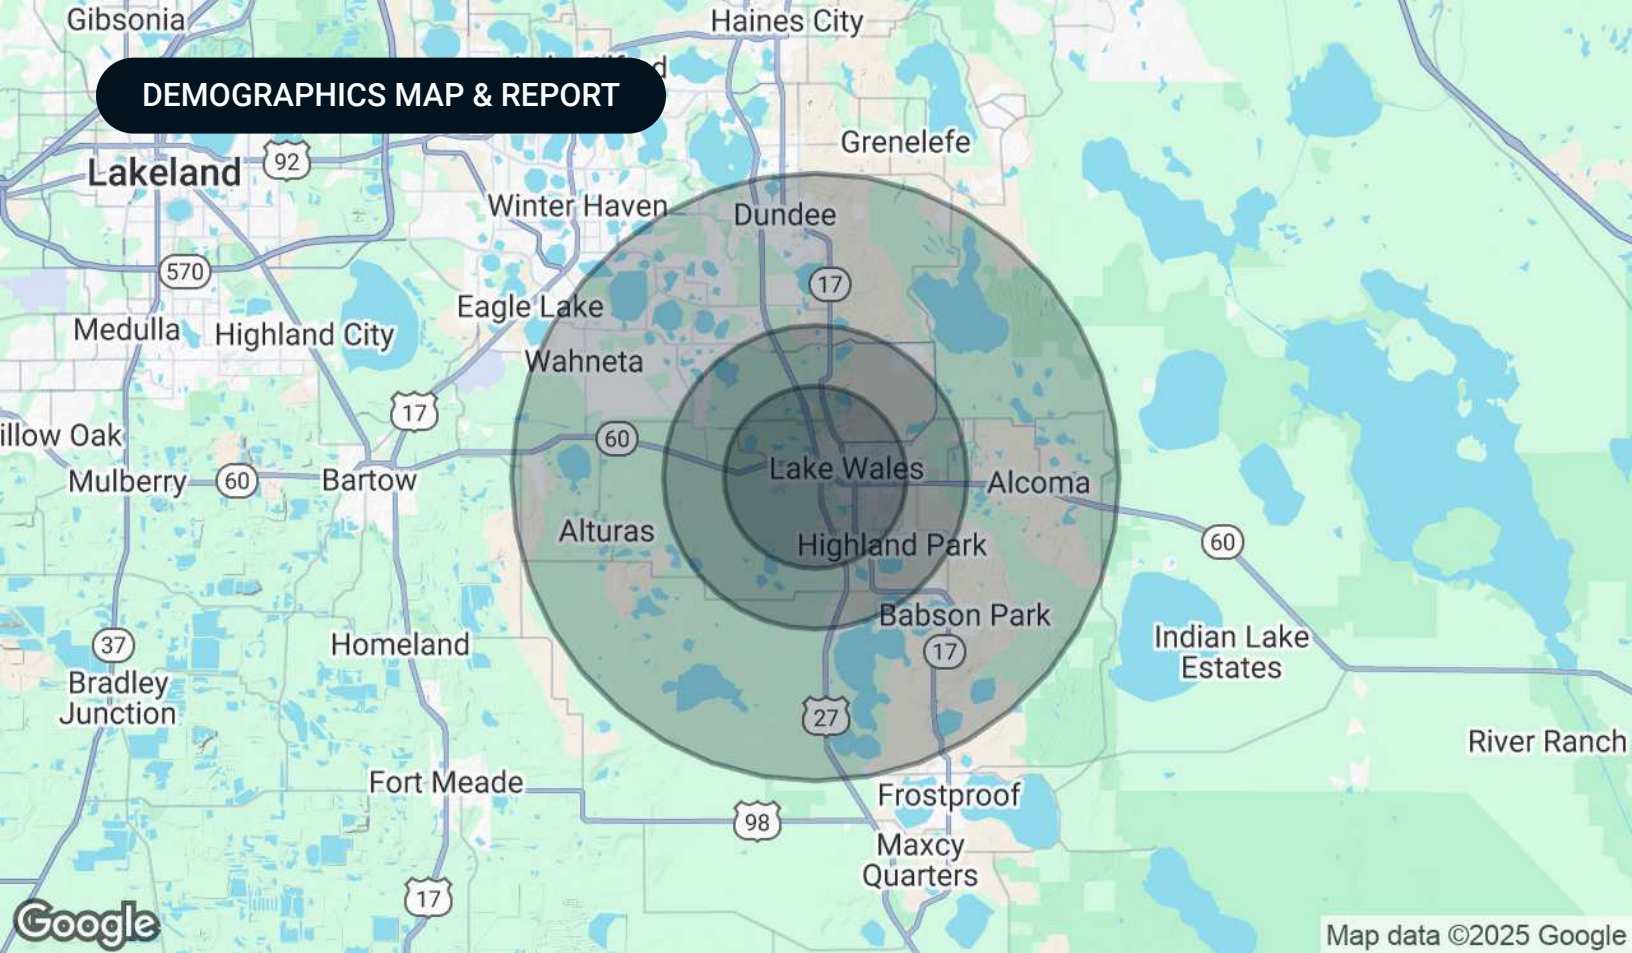 Gibsonia
Haines City
DEMOGRAPHICS MAP & REPORT
Grenelefe
92
Lakeland
Winter Haven
Dundee
570
17
Eagle Lake
Medulla
Highland City
Wahneta
17
60
illow Oak
Lake Wales
Mulberry
60
Bartow
Alcoma
Alturas
Highland Park
60
Babson Park
37
Homeland
17
Indian Lake
Estates
Bradley
Junction
27
River Ranch
Fort Meade
Frostproof
98
Maxcy
Quarters
17
Google
Map data ©2025 Google